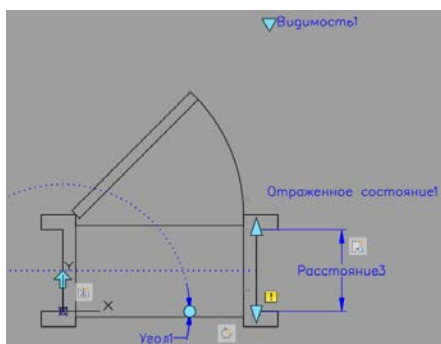 Видимость1
Отраженное состояние1
Y
Расстояние3
X
Угол1